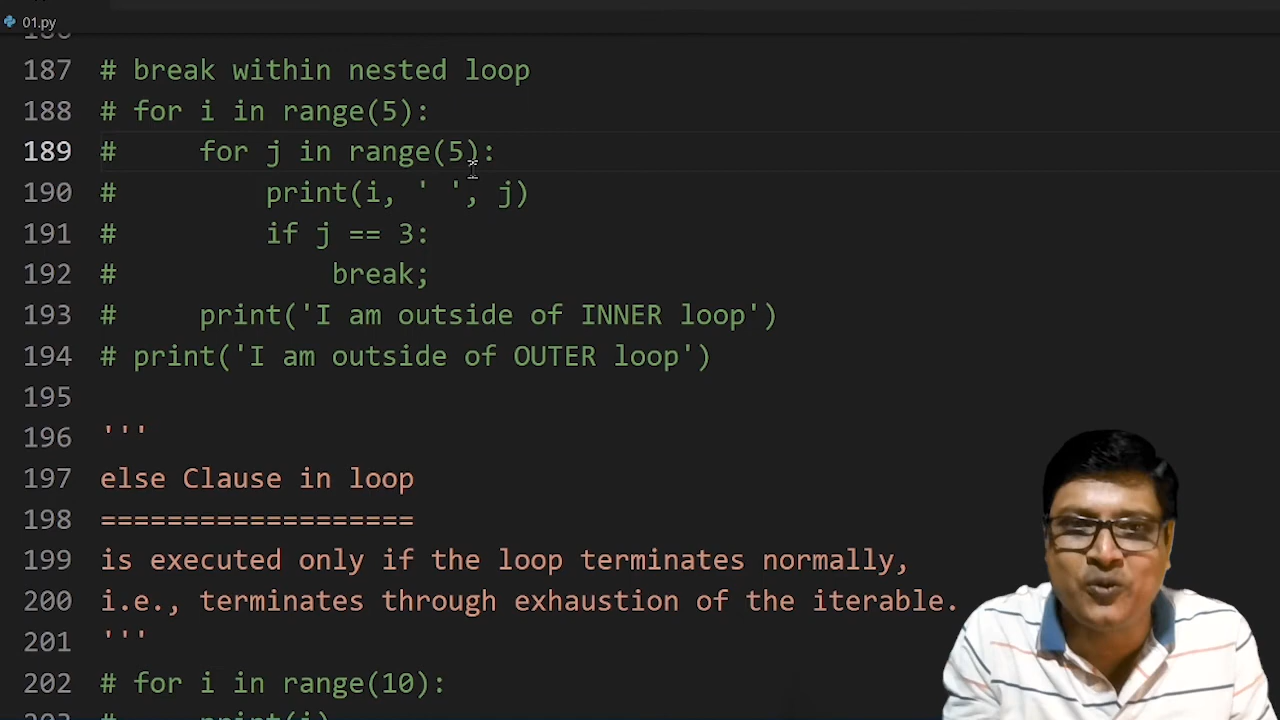 01.py
187 # break within nested loop
188 # for i in range(5):
189 #     for j in range(5):
190 #         print(i, ' ', j)
191 #         if j == 3:
192 #             break;
193 #     print('I am outside of INNER loop')
194 # print('I am outside of OUTER loop')
195
196 '''
197 else Clause in loop
198 ===================
199 is executed only if the loop terminates normally,
200 i.e., terminates through exhaustion of the iterable.
201 '''
202 # for i in range(10):